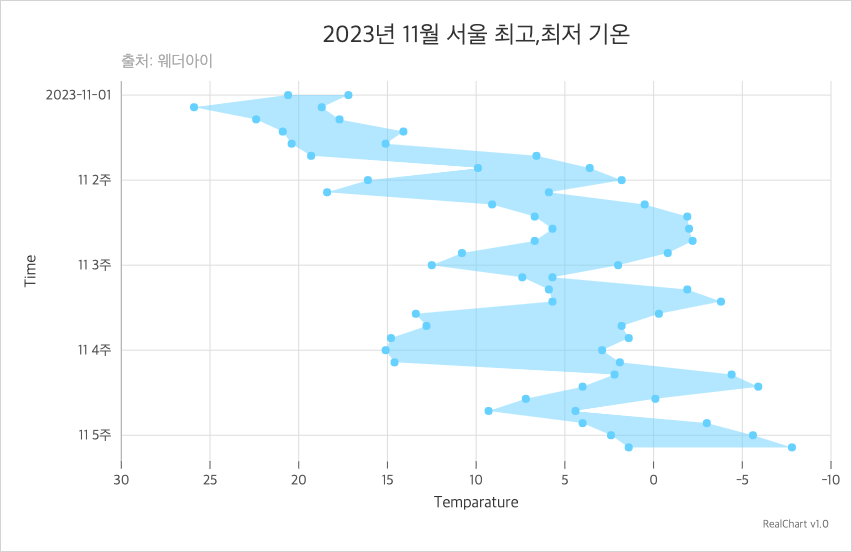 2023년 11월 서울 최고,최저 기온
출처: 웨더아이
2023-11-01
11 2주
11 3주
11 4주
11 5주
Time
30 25 20 15 10 5 0 -5 -10
Temparature
RealChart v1.0